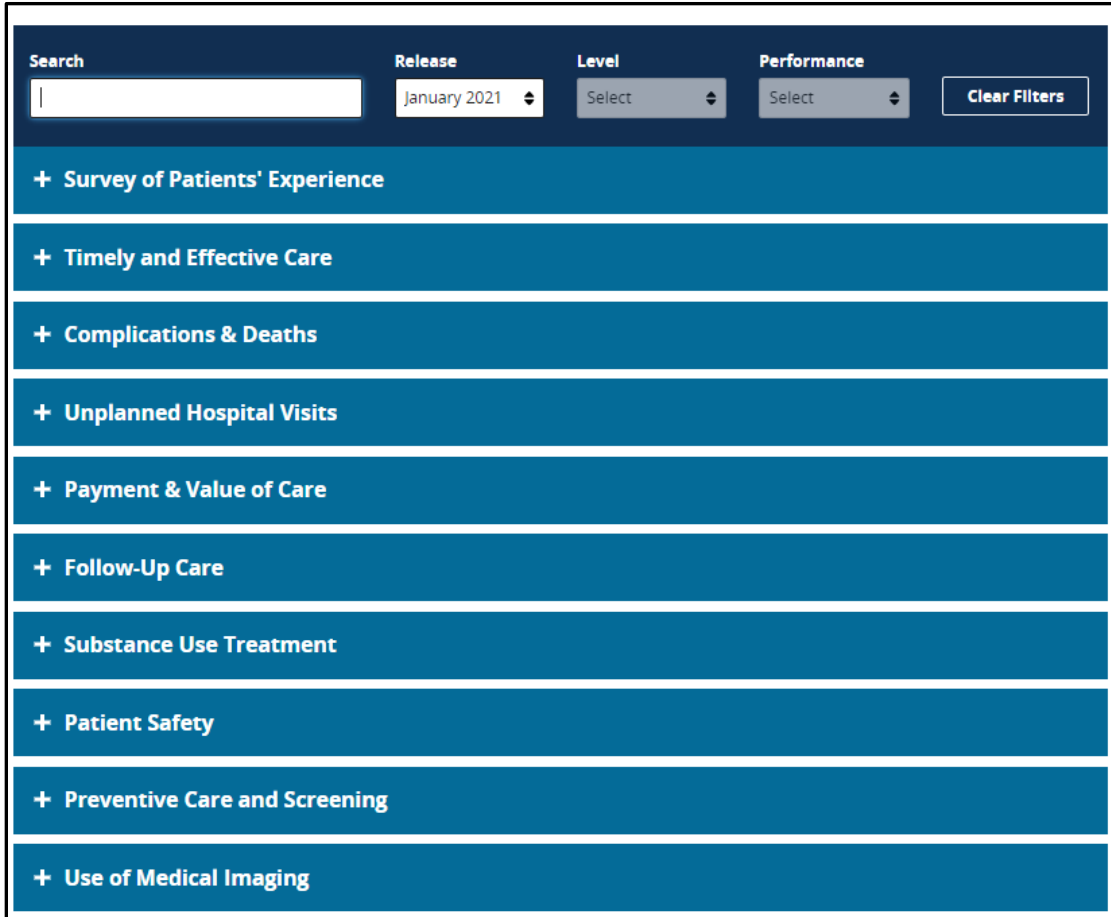 Search Release Level Performance
January 2021 Select Select Clear Filters
+ Survey of Patients' Experience
+ Timely and Effective Care
+ Complications & Deaths
+ Unplanned Hospital Visits
+ Payment & Value of Care
+ Follow-Up Care
+ Substance Use Treatment
+ Patient Safety
+ Preventive Care and Screening
+ Use of Medical Imaging